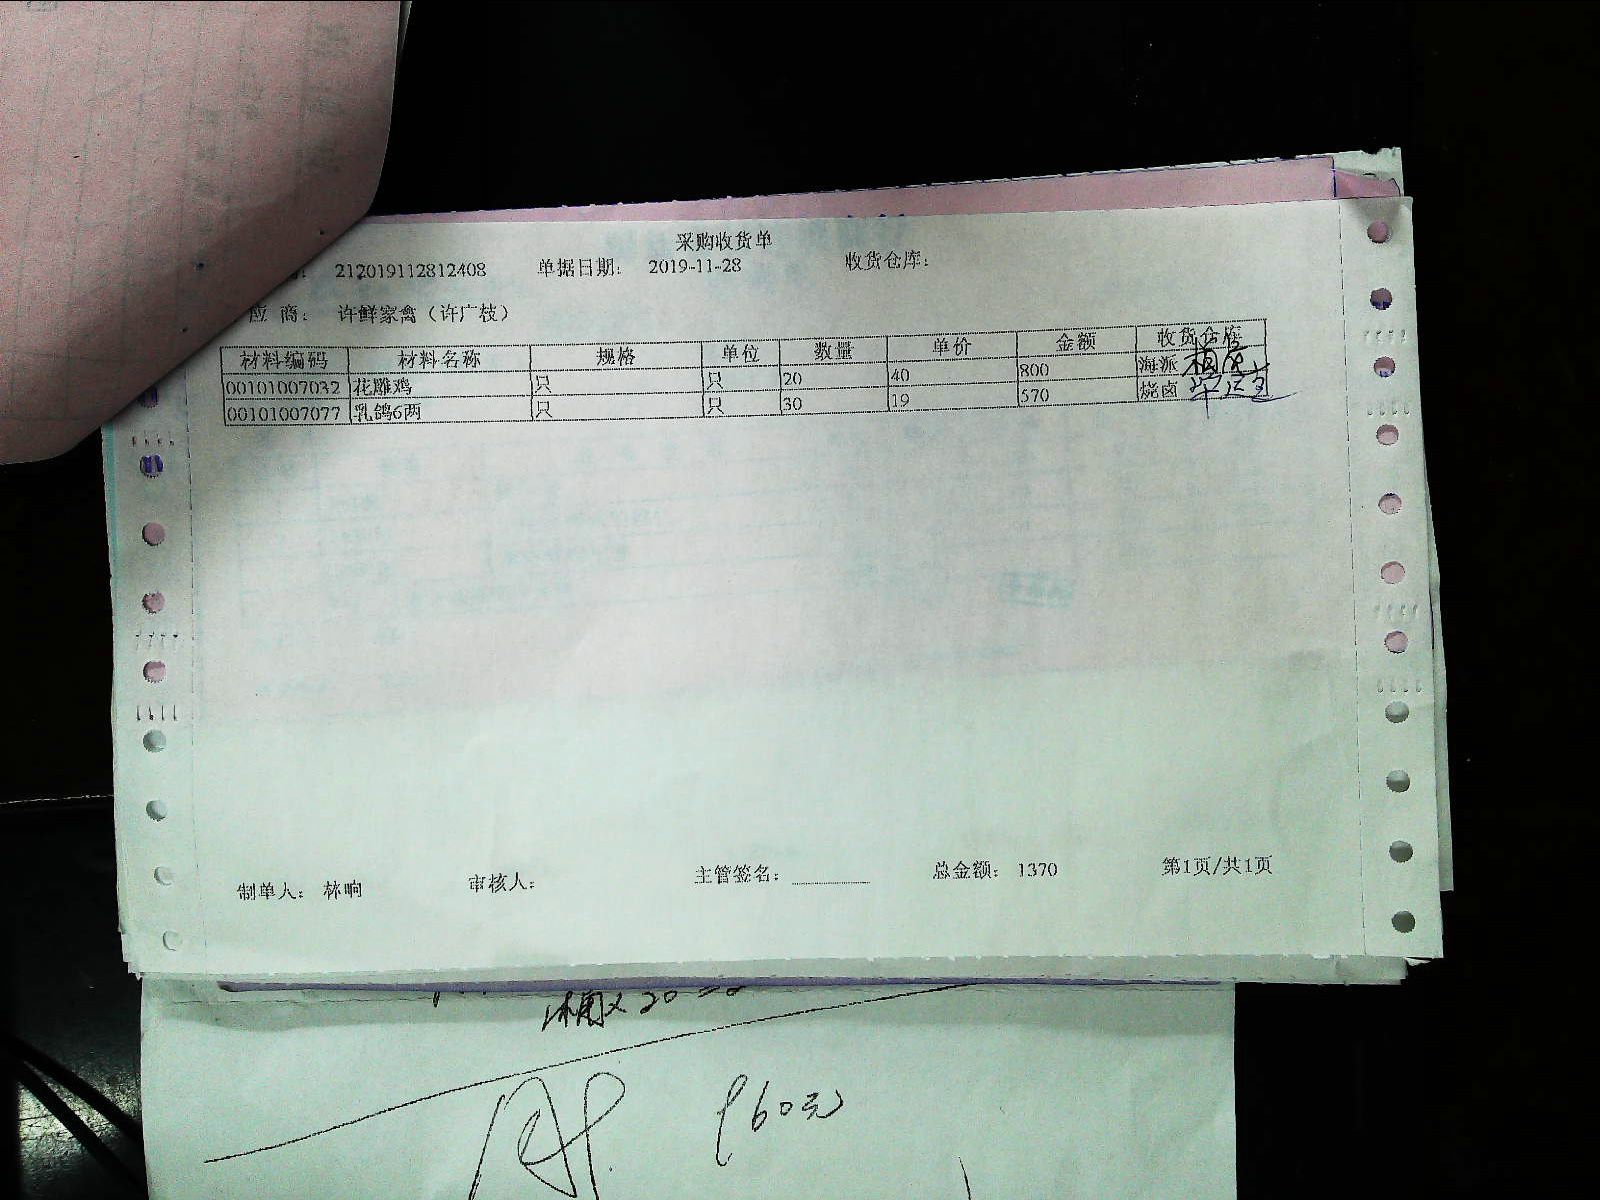 采购收货单
212019112812408 单据日期： 2019-11-28 收货仓库：
应 商： 许鲜家禽（许广枝）
材料编码 材料名称 规格 单位 数量 单价 金额 收货仓库
00101007032 花雕鸡 只 只 20 40 800 海派
00101007077 乳鸽6两 只 只 30 19 570 烧卤
制单人： 林响 审核人： 主管签名： 总金额： 1370 第1页/共1页
960元